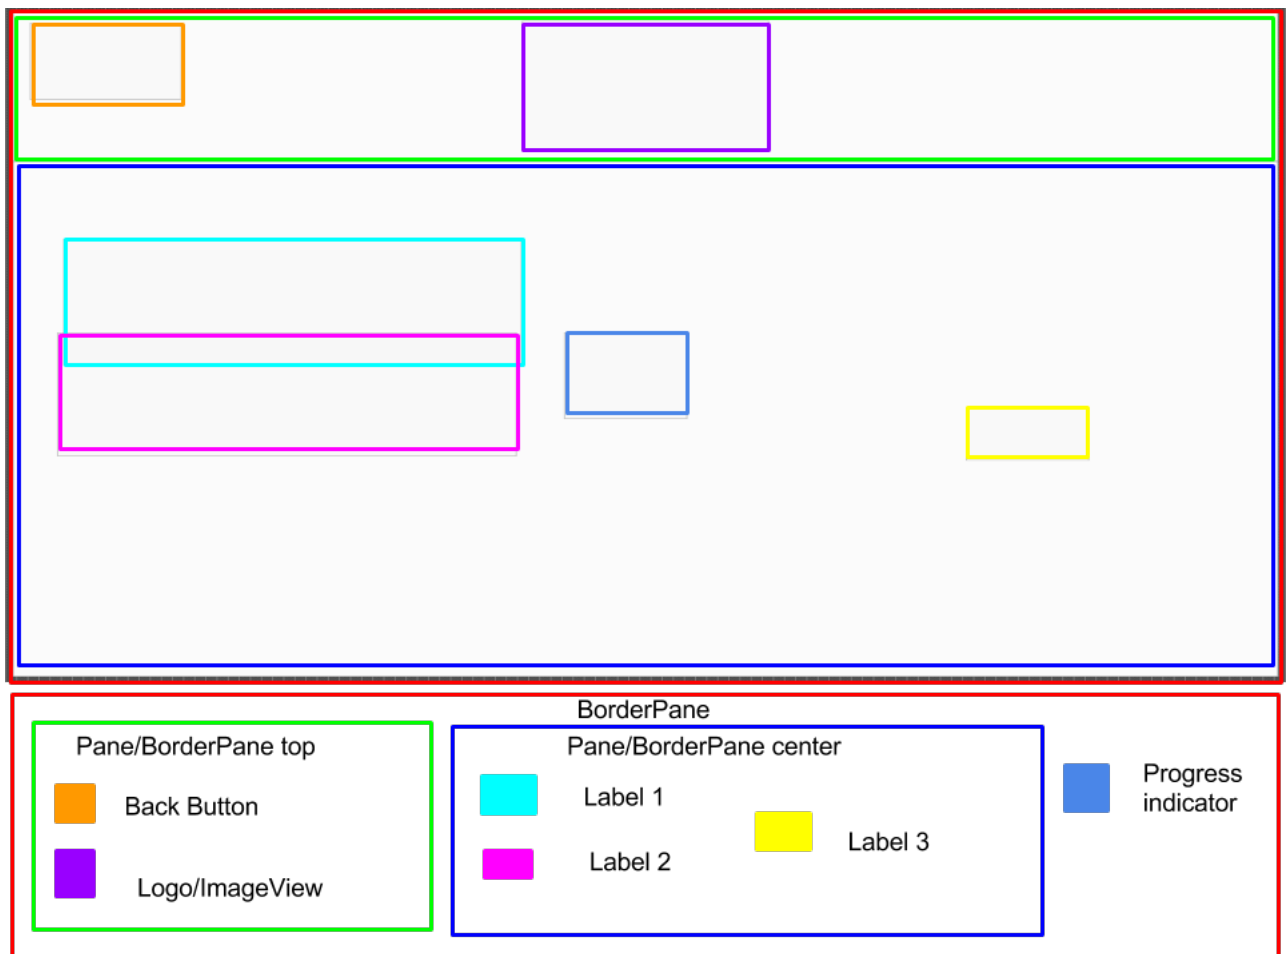 BorderPane
Pane/BorderPane top
Back Button
Logo/ImageView
Pane/BorderPane center
Label 1
Label 2
Label 3
Progress
indicator